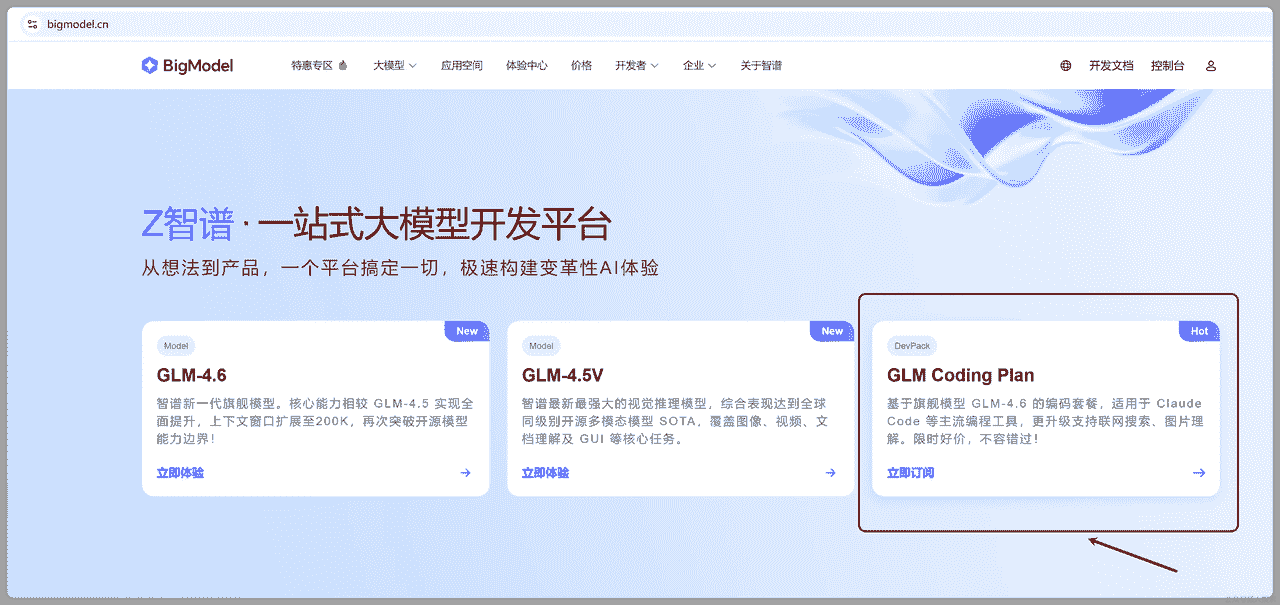 bigmodel.cn
BigModel 特惠专区 大模型 应用空间 体验中心 价格 开发者 企业 关于智谱 开发文档 控制台
Z智谱 · 一站式大模型开发平台
从想法到产品，一个平台搞定一切，极速构建变革性AI体验
New
Model
GLM-4.6
智谱新一代旗舰模型。核心能力相较 GLM-4.5 实现全
面提升，上下文窗口扩展至200K，再次突破开源模型
能力边界！
立即体验
New
Model
GLM-4.5V
智谱最新最强大的视觉推理模型，综合表现达到全球
同级别开源多模态模型 SOTA，覆盖图像、视频、文
档理解及 GUI 等核心任务。
立即体验
Hot
DevPack
GLM Coding Plan
基于旗舰模型 GLM-4.6 的编码套餐，适用于 Claude
Code 等主流编程工具，更升级支持联网搜索、图片理
解。限时好价，不容错过！
立即订阅